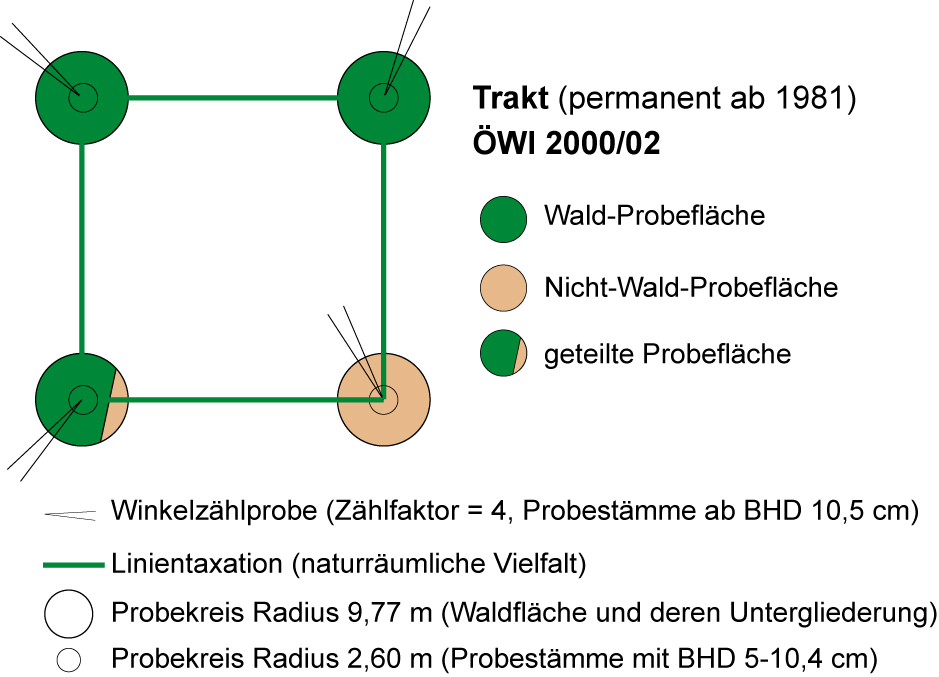 Trakt (permanent ab 1981)
ÖWI 2000/02
Wald-Probefläche
Nicht-Wald-Probefläche
geteilte Probefläche
Winkelzählprobe (Zählfaktor = 4, Probestämme ab BHD 10,5 cm)
Linientaxation (naturräumliche Vielfalt)
Probekreis Radius 9,77 m (Waldfläche und deren Untergliederung)
Probekreis Radius 2,60 m (Probestämme mit BHD 5-10,4 cm)